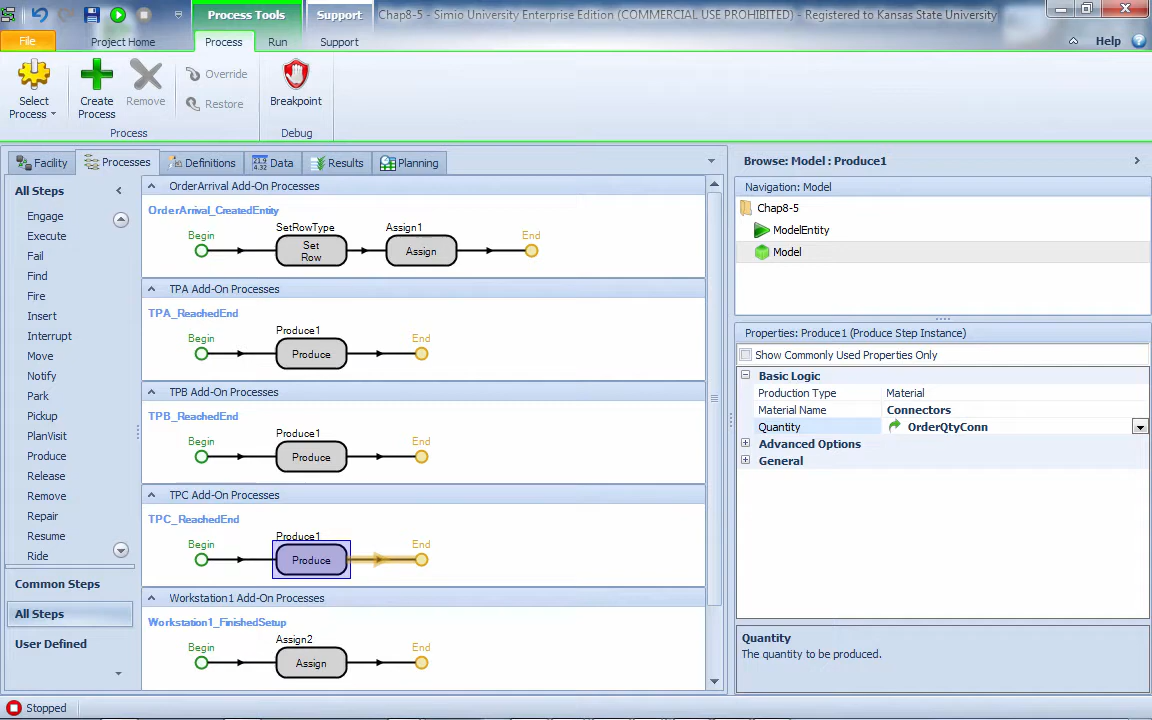 Process Tools
Support
Chap8-5 - Simio University Enterprise Edition (COMMERCIAL USE PROHIBITED) - Registered to Kansas State University
File
Project Home
Process
Run
Support
Help
Select
Process
Create
Process
Remove
Override
Restore
Breakpoint
Process
Debug
Facility
Processes
Definitions
Data
Results
Planning
All Steps
Engage
Execute
Fail
Find
Fire
Insert
Interrupt
Move
Notify
Park
Pickup
PlanVisit
Produce
Release
Remove
Repair
Resume
Ride
Common Steps
All Steps
User Defined
OrderArrival Add-On Processes
OrderArrival_CreatedEntity
Begin
SetRowType
Set
Row
Assign1
Assign
End
TPA Add-On Processes
TPA_ReachedEnd
Begin
Produce1
Produce
End
TPB Add-On Processes
TPB_ReachedEnd
Begin
Produce1
Produce
End
TPC Add-On Processes
TPC_ReachedEnd
Begin
Produce1
Produce
End
Workstation1 Add-On Processes
Workstation1_FinishedSetup
Begin
Assign2
Assign
End
Browse: Model : Produce1
Navigation: Model
Chap8-5
ModelEntity
Model
Properties: Produce1 (Produce Step Instance)
Show Commonly Used Properties Only
Basic Logic
Production Type Material
Material Name Connectors
Quantity OrderQtyConn
Advanced Options
General
Quantity
The quantity to be produced.
Stopped